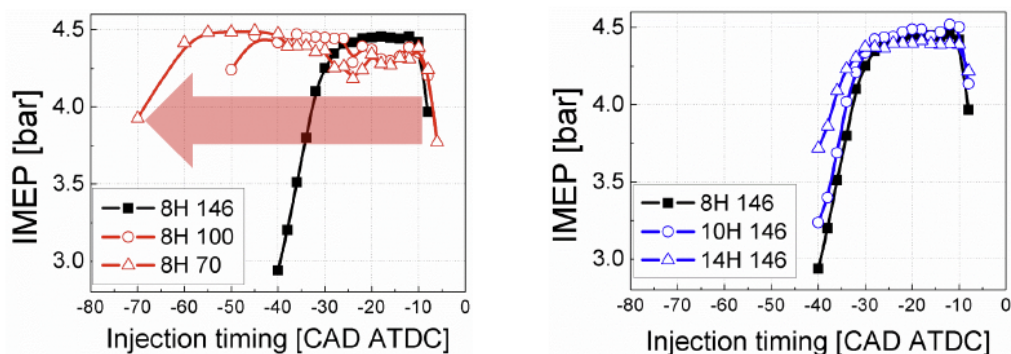 IMEP [bar]
4.5
4.0
3.5
3.0
8H 146
8H 100
8H 70
-80 -70 -60 -50 -40 -30 -20 -10 0
Injection timing [CAD ATDC]
IMEP [bar]
4.5
4.0
3.5
3.0
8H 146
10H 146
14H 146
-80 -70 -60 -50 -40 -30 -20 -10 0
Injection timing [CAD ATDC]